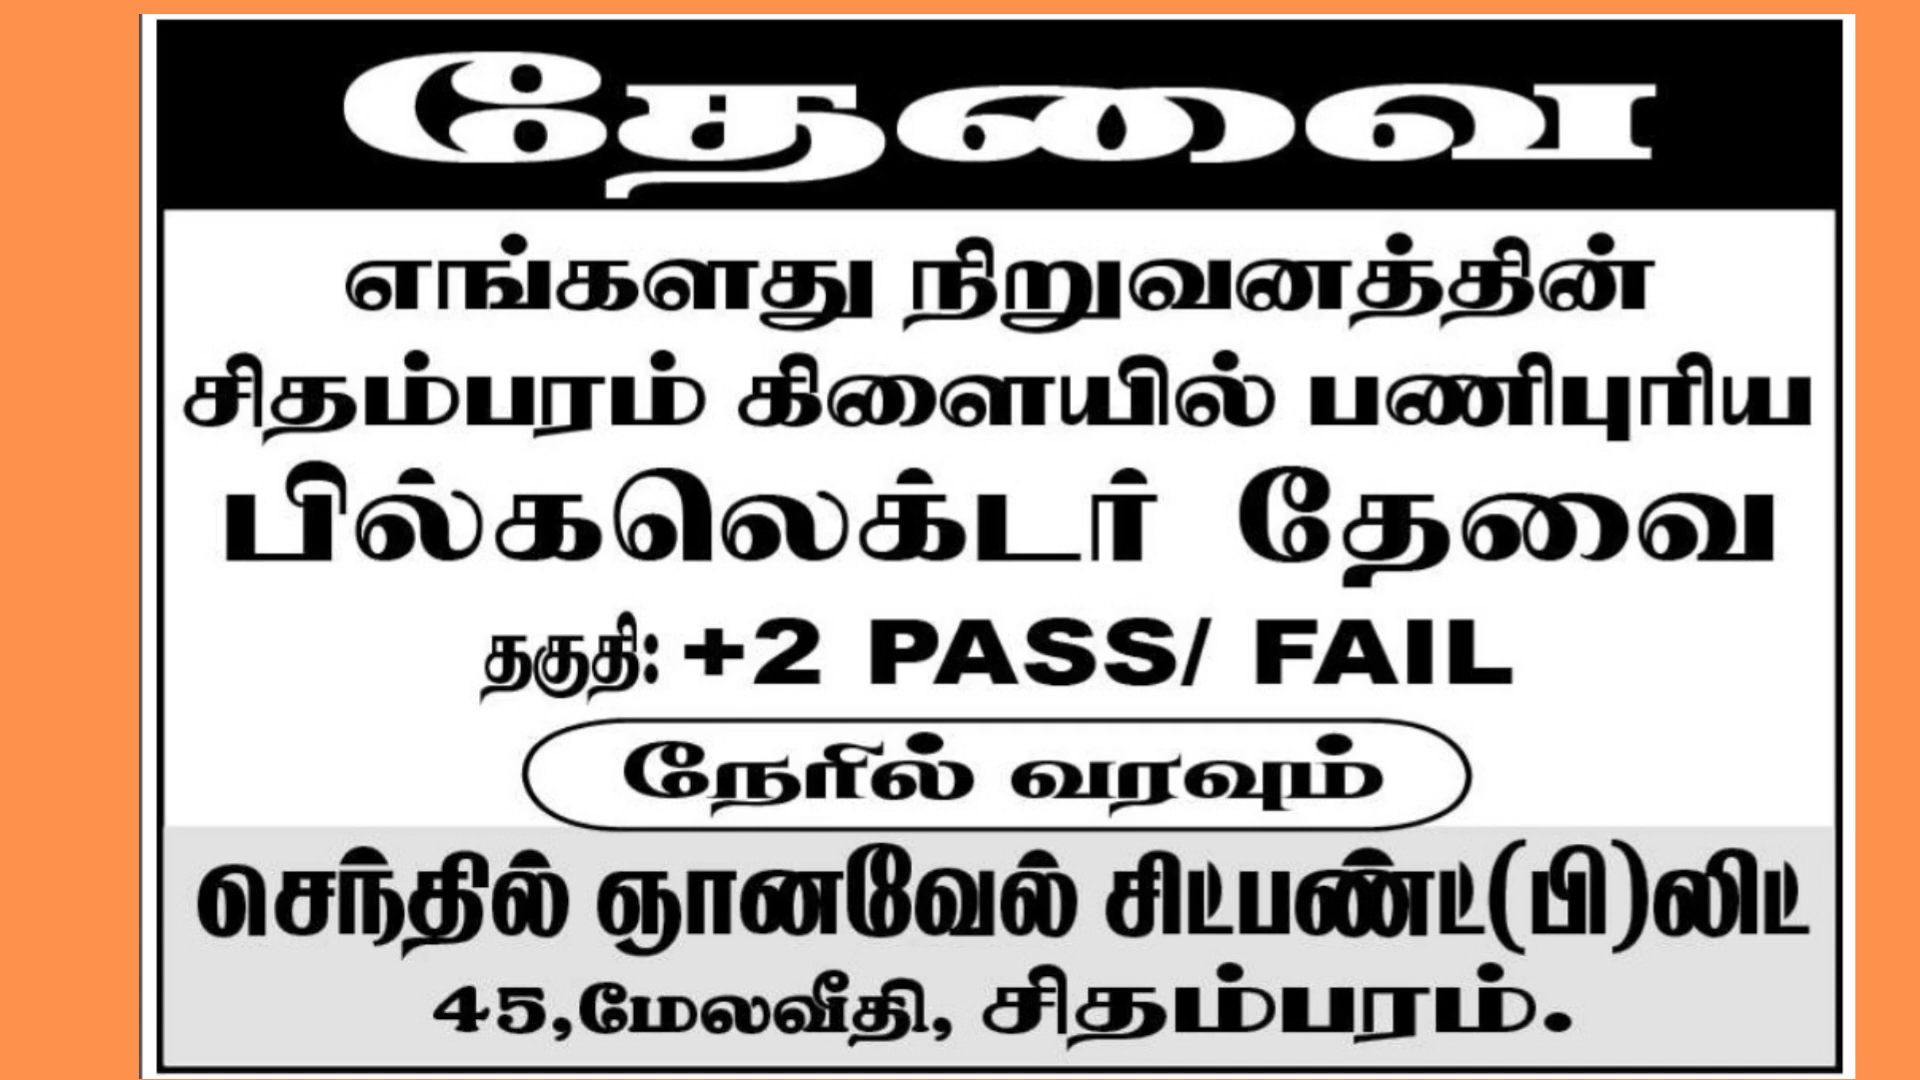 தேவை
எங்களது நிறுவனத்தின்
சிதம்பரம் கிளையில் பணிபுரிய
பில்கலெக்டர் தேவை
தகுதி: +2 PASS/ FAIL
நேரில் வரவும்
செந்தில் ஞானவேல் சிட்பண்ட்(பி)லிட்
45,மேலவீதி, சிதம்பரம்.